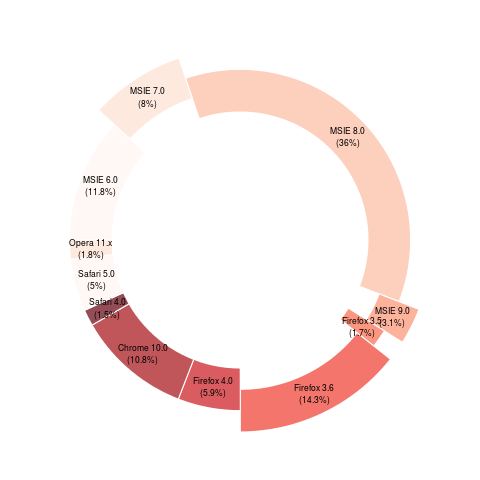 MSIE 7.0
(8%)
MSIE 8.0
(36%)
MSIE 6.0
(11.8%)
Opera 11.x
(1.8%)
Safari 5.0
(5%)
Safari 4.0
(1.5%)
MSIE 9.0
(3.1%)
Firefox 3.5
(1.7%)
Chrome 10.0
(10.8%)
Firefox 4.0
(5.9%)
Firefox 3.6
(14.3%)